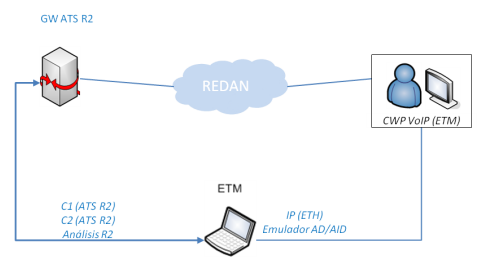 GW ATS R2
REDAN
CWP VoIP (ETM)
ETM
C1 (ATS R2)
C2 (ATS R2)
Análisis R2
IP (ETH)
Emulador AD/AID